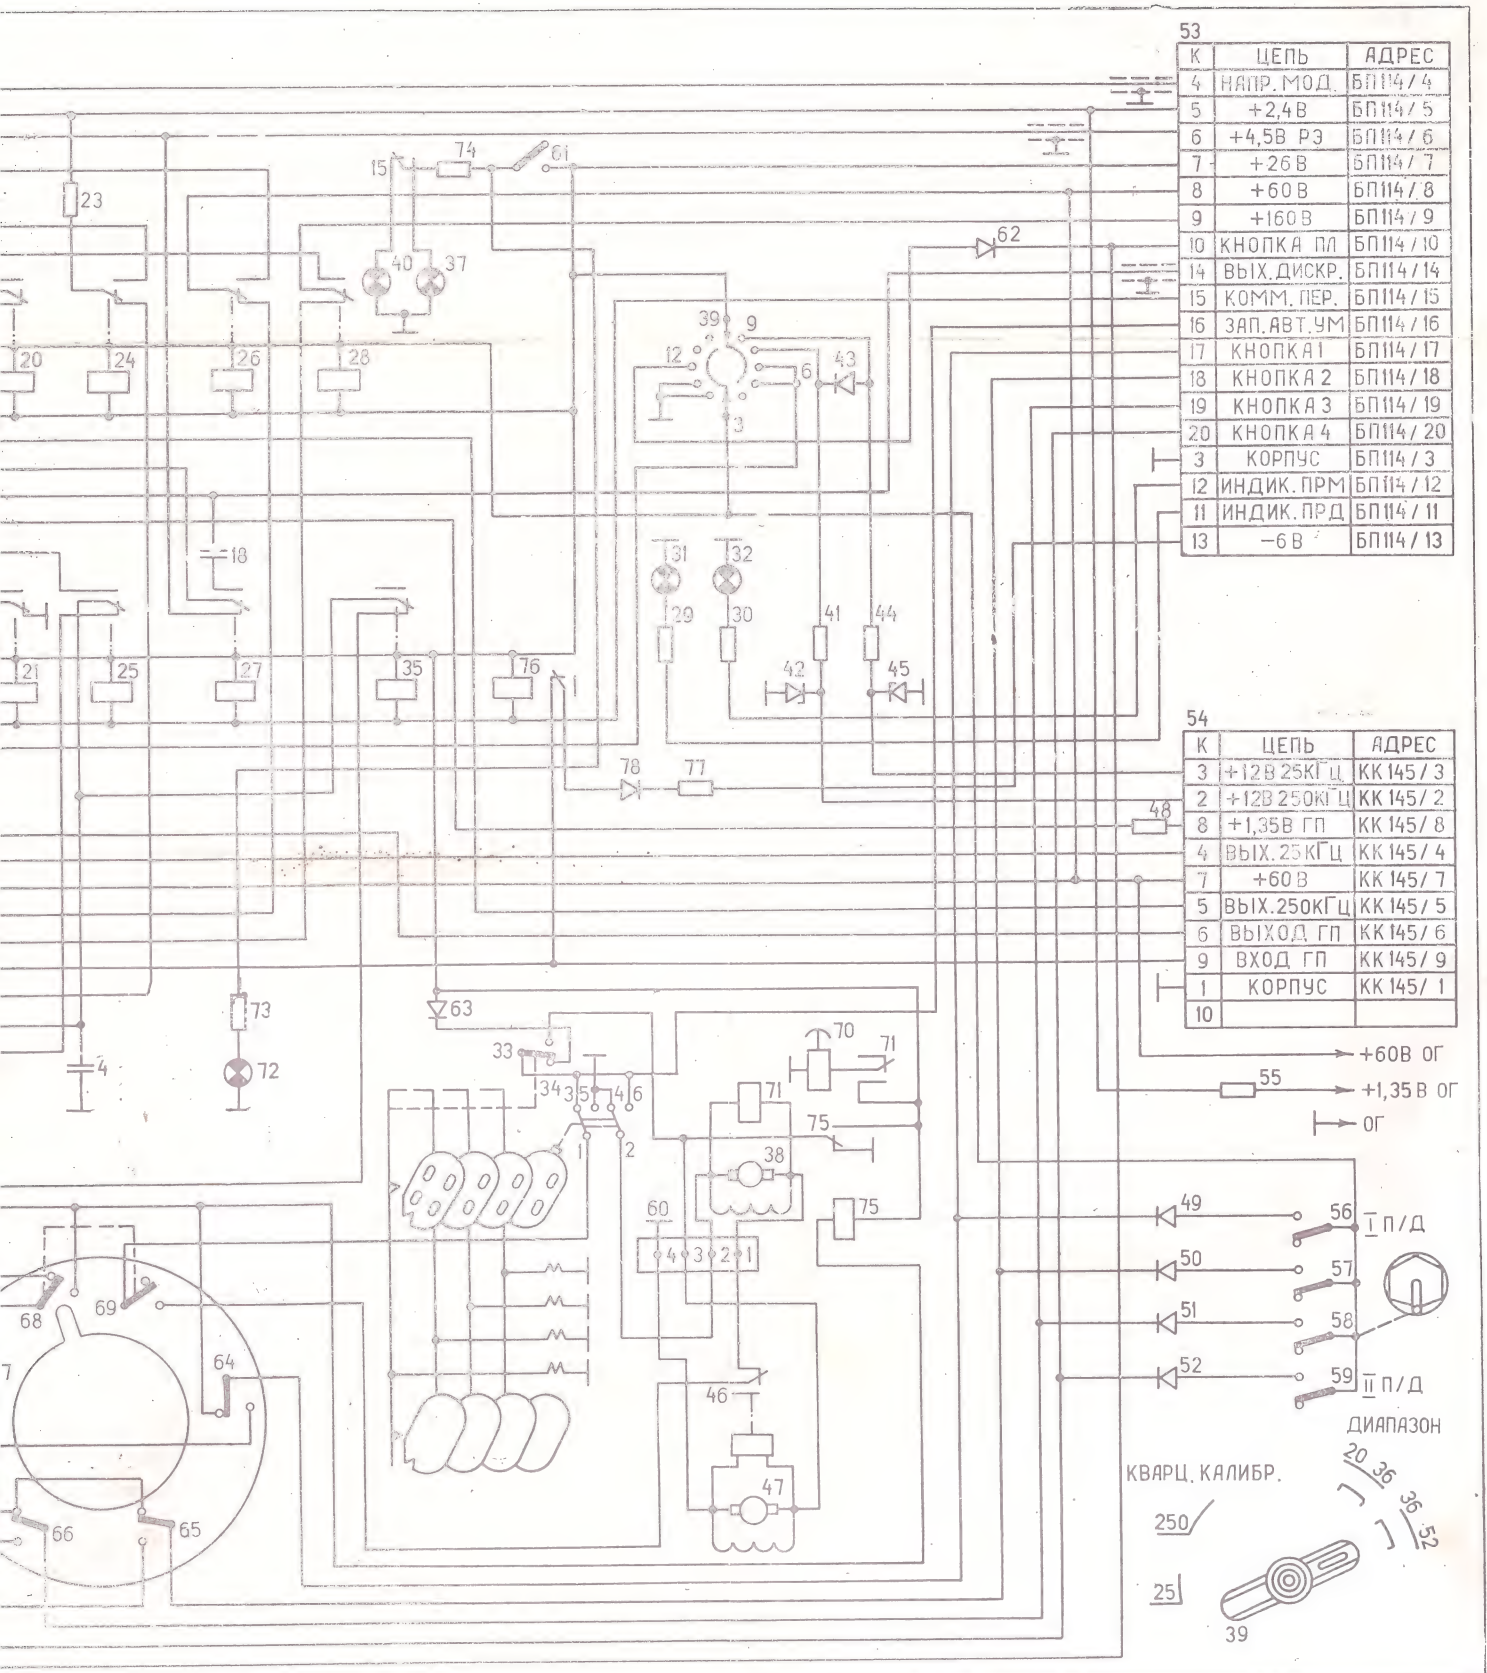 53
К ЦЕПЬ АДРЕС
4 НАПР. МОД. БП114/4
5 +2,4В БП114/5
6 +4,5В РЭ БП114/6
7 +26В БП114/7
8 +60В БП114/8
9 +160В БП114/9
10 КНОПКА ПЛ БП114/10
14 ВЫХ. ДИСКР. БП114/14
15 КОММ. ПЕР. БП114/15
16 ЗАП. АВТ. УМ БП114/16
17 КНОПКА1 БП114/17
18 КНОПКА 2 БП114/18
19 КНОПКА 3 БП114/19
20 КНОПКА 4 БП114/20
3 КОРПУС БП114/3
12 ИНДИК. ПРМ БП114/12
11 ИНДИК. ПРД БП114/11
13 −6В БП114/13
15 74 61
23
62
40 37
39 9
20 24 26 28
12 6 43
3
18
31 32
29 30 41 44
21 25 27 35 76 42 45
54
К ЦЕПЬ АДРЕС
3 +12В 25КГц КК145/3
2 +12В 250КГц КК145/2
8 +1,35В ГП КК145/8
4 ВЫХ. 25КГц КК145/4
7 +60В КК145/7
5 ВЫХ. 250КГц КК145/5
6 ВЫХОД ГП КК145/6
9 ВХОД ГП КК145/9
1 КОРПУС КК145/1
10
78 77 48
73 63
33 70 71
+60В ОГ
4 72
34 3 5 4 6 71 55
+1,35В ОГ
75 ОГ
1 2 38
60 75 49 56 I П/Д
4 3 2 1 50 57
68 69 51 58
7 64 46 52 59 II П/Д
ДИАПАЗОН
20 36 36 52
КВАРЦ. КАЛИБР.
47
250
66 65
25
39